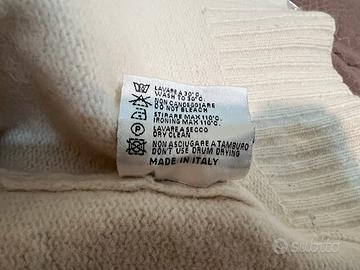 LAVARE A 30°C.
WASH TO 30°C.
NON CANDEGGIARE
DO NOT BLEACH
STIRARE MAX 110°C.
IRONING MAX 110°C.
LAVARE A SECCO
DRY CLEAN
NON ASCIUGARE A TAMBURO
DON'T USE DRUM DRYING
MADE IN ITALY
subito